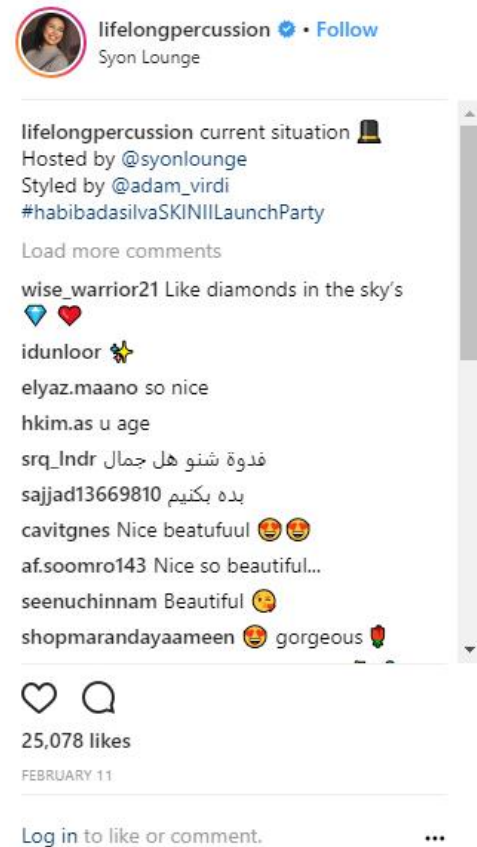 lifelongpercussion • Follow
Syon Lounge
lifelongpercussion current situation 🎩
Hosted by @syonlounge
Styled by @adam_virdi
#habibadasilvaSKINIILaunchParty
Load more comments
wise_warrior21 Like diamonds in the sky's
💎 ❤️
idunloor ✨
elyaz.maano so nice
hkim.as u age
srq_lndr فدوة شنو هل جمال
sajjad13669810 بده بكنيم
cavitgnes Nice beatufuul 😍😍
af.soomro143 Nice so beautiful...
seenuchinnam Beautiful 😘
shopmarandayaameen 😍 gorgeous 🌹
25,078 likes
FEBRUARY 11
Log in to like or comment.